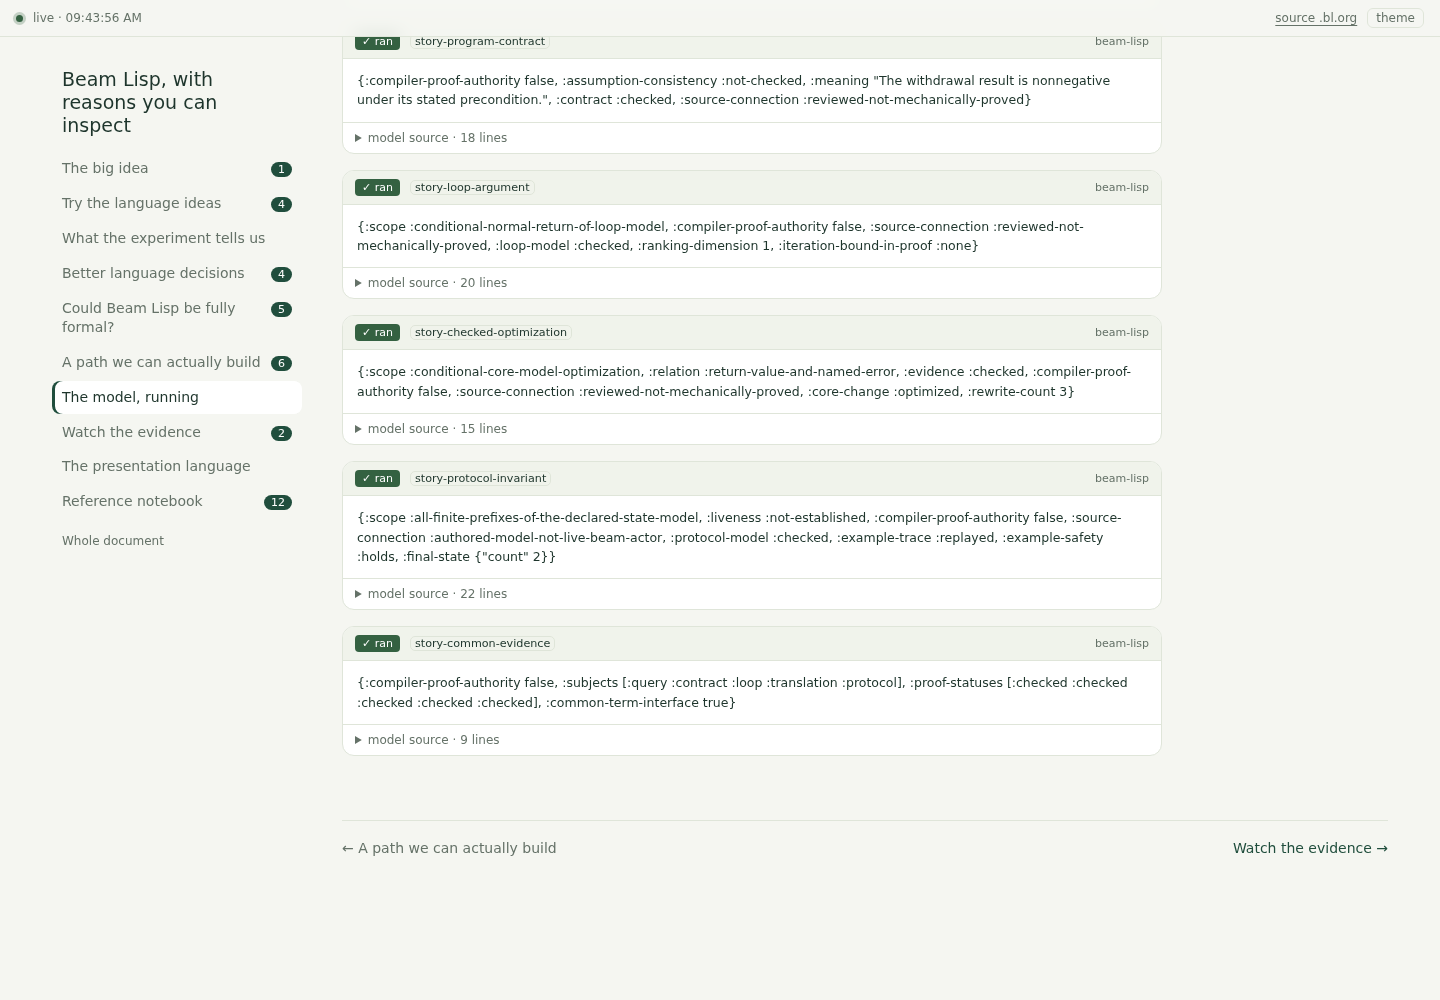 live · 09:43:56 AM
source .bl.org
theme
Beam Lisp, with
reasons you can
inspect
The big idea 1
Try the language ideas 4
What the experiment tells us
Better language decisions 4
Could Beam Lisp be fully
formal? 5
A path we can actually build 6
The model, running
Watch the evidence 2
The presentation language
Reference notebook 12
Whole document
✓ ran story-program-contract beam-lisp
{:compiler-proof-authority false, :assumption-consistency :not-checked, :meaning "The withdrawal result is nonnegative
under its stated precondition.", :contract :checked, :source-connection :reviewed-not-mechanically-proved}
▶ model source · 18 lines
✓ ran story-loop-argument beam-lisp
{:scope :conditional-normal-return-of-loop-model, :compiler-proof-authority false, :source-connection :reviewed-not-
mechanically-proved, :loop-model :checked, :ranking-dimension 1, :iteration-bound-in-proof :none}
▶ model source · 20 lines
✓ ran story-checked-optimization beam-lisp
{:scope :conditional-core-model-optimization, :relation :return-value-and-named-error, :evidence :checked, :compiler-proof-
authority false, :source-connection :reviewed-not-mechanically-proved, :core-change :optimized, :rewrite-count 3}
▶ model source · 15 lines
✓ ran story-protocol-invariant beam-lisp
{:scope :all-finite-prefixes-of-the-declared-state-model, :liveness :not-established, :compiler-proof-authority false, :source-
connection :authored-model-not-live-beam-actor, :protocol-model :checked, :example-trace :replayed, :example-safety
:holds, :final-state {"count" 2}}
▶ model source · 22 lines
✓ ran story-common-evidence beam-lisp
{:compiler-proof-authority false, :subjects [:query :contract :loop :translation :protocol], :proof-statuses [:checked :checked
:checked :checked :checked], :common-term-interface true}
▶ model source · 9 lines
← A path we can actually build
Watch the evidence →